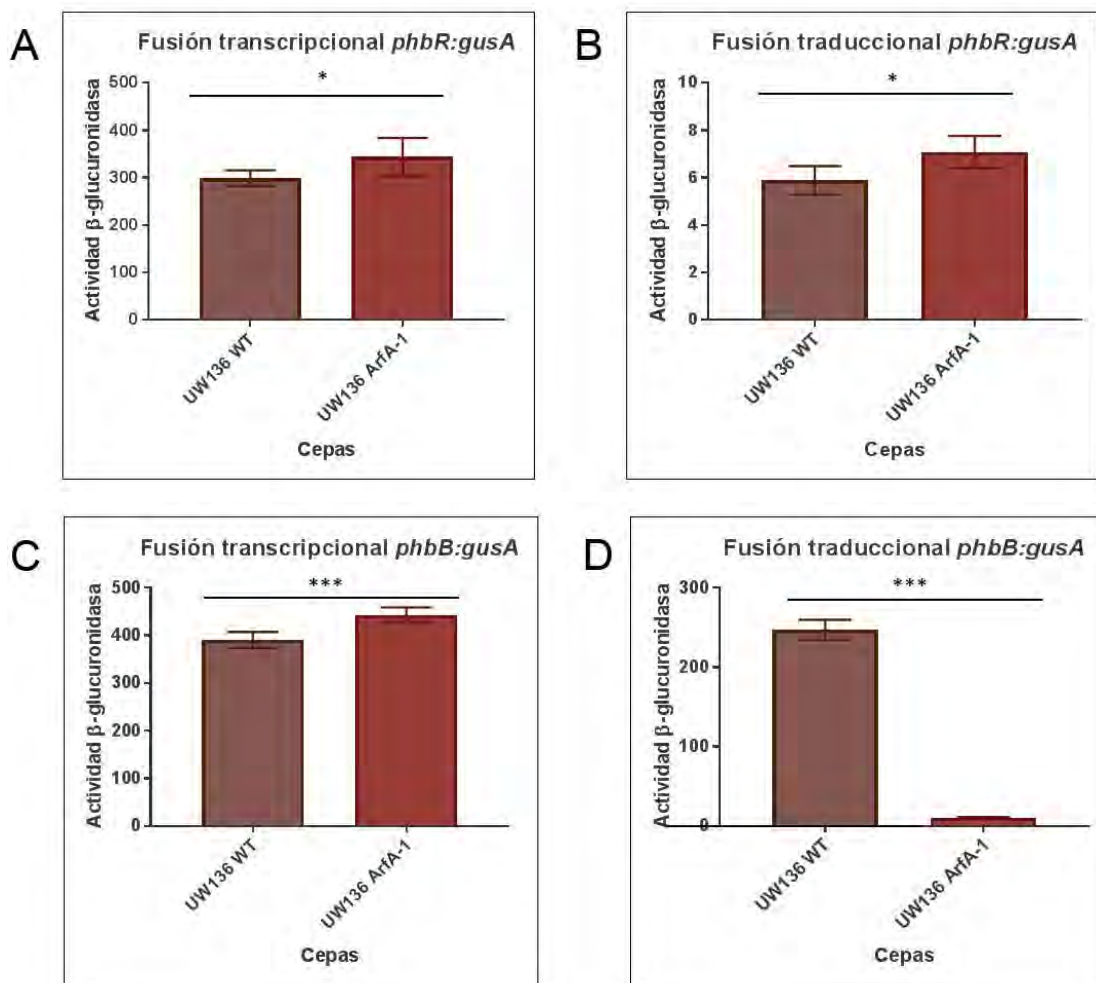 A
Fusión transcripcional phbR:gusA
*
500
400
300
200
100
0
Actividad β-glucuronidasa
UW136 WT
UW136 ArfA-1
Cepas
B
Fusión traduccional phbR:gusA
*
10
8
6
4
2
0
Actividad β-glucuronidasa
UW136 WT
UW136 ArfA-1
Cepas
C
Fusión transcripcional phbB:gusA
***
500
400
300
200
100
0
Actividad β-glucuronidasa
UW136 WT
UW136 ArfA-1
Cepas
D
Fusión traduccional phbB:gusA
***
300
200
100
0
Actividad β-glucuronidasa
UW136 WT
UW136 ArfA-1
Cepas